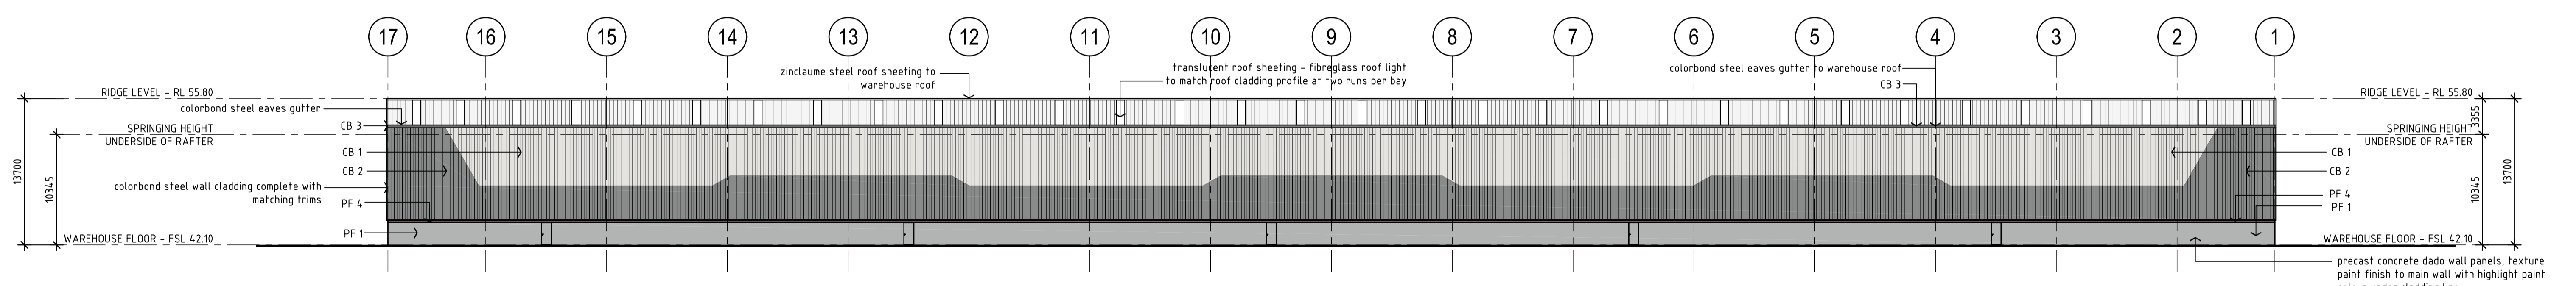 17 16 15 14 13 12 11 10 9 8 7 6 5 4 3 2 1
zinclaume steel roof sheeting to
warehouse roof
translucent roof sheeting - fibreglass roof light
to match roof cladding profile at two runs per bay
colorbond steel eaves gutter to warehouse roof
CB 3
RIDGE LEVEL - RL 55.80
colorbond steel eaves gutter
CB 3
SPRINGING HEIGHT
UNDERSIDE OF RAFTER
CB 1
CB 2
colorbond steel wall cladding complete with
matching trims
PF 4
PF 1
WAREHOUSE FLOOR - FSL 42.10
13700
10345
RIDGE LEVEL - RL 55.80
3355
SPRINGING HEIGHT
UNDERSIDE OF RAFTER
CB 1
CB 2
PF 4
PF 1
10345
13700
WAREHOUSE FLOOR - FSL 42.10
precast concrete dado wall panels, texture
paint finish to main wall with highlight paint